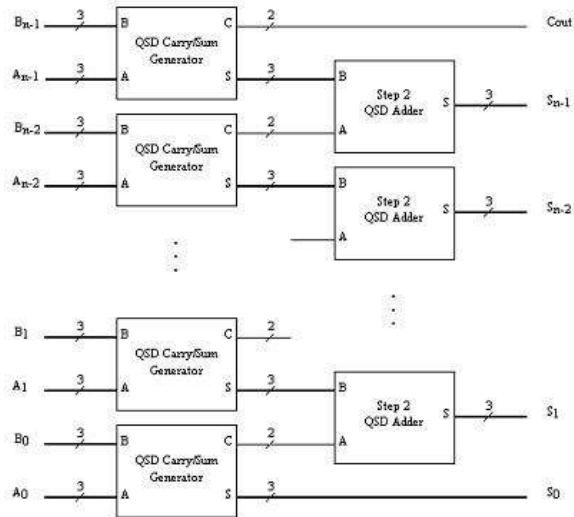 Bn-1 3 B QSD Carry/Sum Generator C 2 Cout
An-1 3 A S 3 B Step 2 QSD Adder S 3 Sn-1
Bn-2 3 B QSD Carry/Sum Generator C 2 A
An-2 3 A S 3 B Step 2 QSD Adder S 3 Sn-2
A
B1 3 B QSD Carry/Sum Generator C 2
A1 3 A S 3 B Step 2 QSD Adder S 3 S1
B0 3 B QSD Carry/Sum Generator C 2 A
A0 3 A S 3 S0